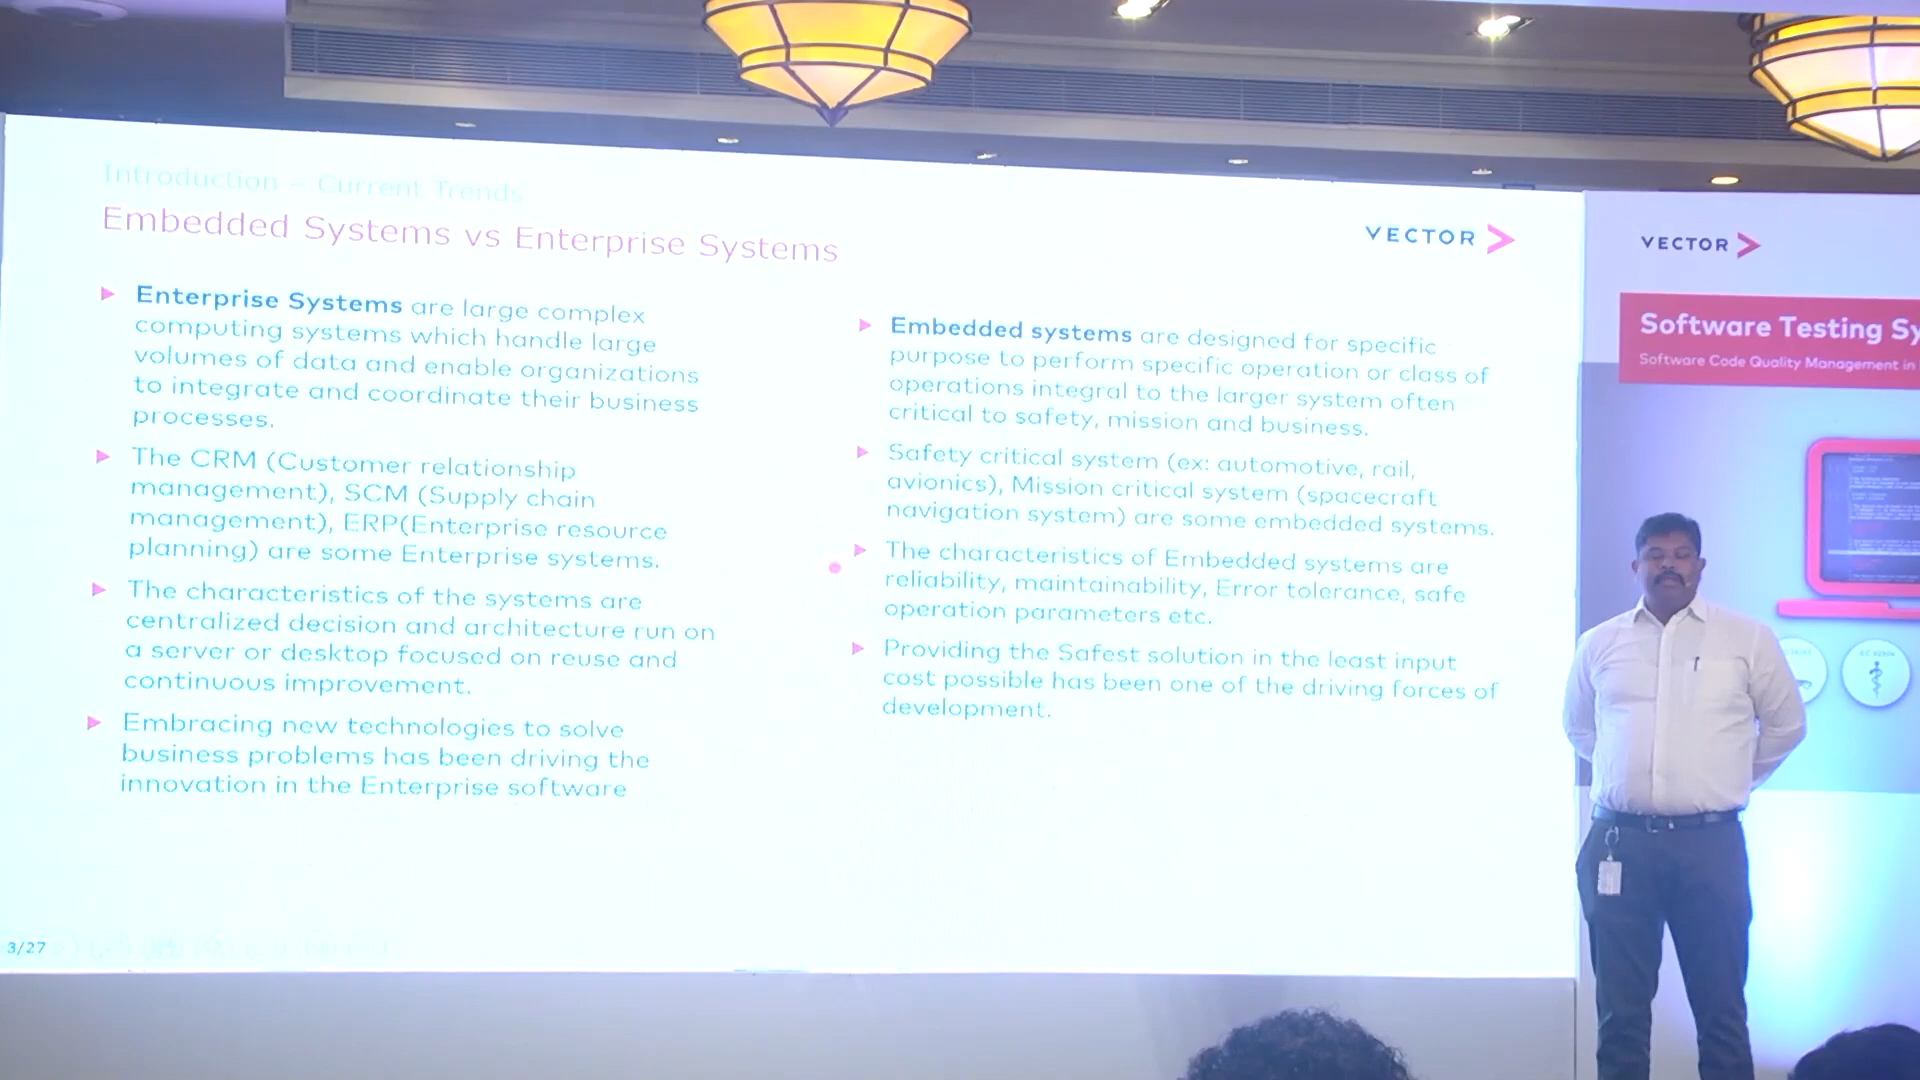 Introduction – Current Trends
Embedded Systems vs Enterprise Systems
VECTOR
Enterprise Systems are large complex
computing systems which handle large
volumes of data and enable organizations
to integrate and coordinate their business
processes.
The CRM (Customer relationship
management), SCM (Supply chain
management), ERP(Enterprise resource
planning) are some Enterprise systems.
The characteristics of the systems are
centralized decision and architecture run on
a server or desktop focused on reuse and
continuous improvement.
Embracing new technologies to solve
business problems has been driving the
innovation in the Enterprise software
Embedded systems are designed for specific
purpose to perform specific operation or class of
operations integral to the larger system often
critical to safety, mission and business.
Safety critical system (ex: automotive, rail,
avionics), Mission critical system (spacecraft
navigation system) are some embedded systems.
The characteristics of Embedded systems are
reliability, maintainability, Error tolerance, safe
operation parameters etc.
Providing the Safest solution in the least input
cost possible has been one of the driving forces of
development.
3/27
VECTOR
Software Testing Sy
Software Code Quality Management in